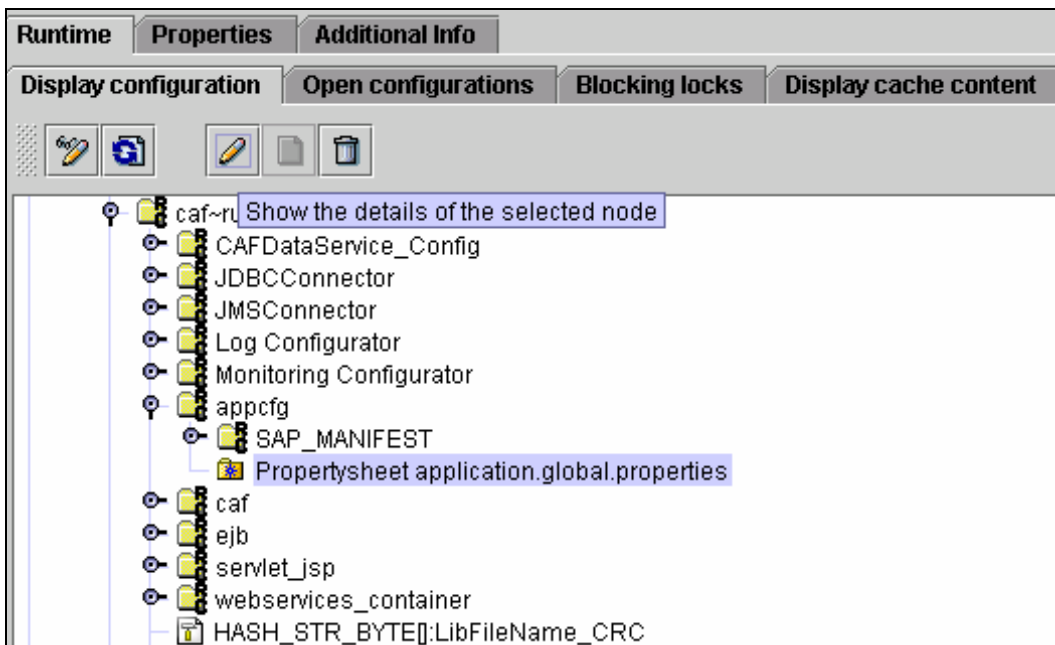 Runtime Properties Additional Info
Display configuration Open configurations Blocking locks Display cache content
caf~ru Show the details of the selected node
CAFDataService_Config
JDBCConnector
JMSConnector
Log Configurator
Monitoring Configurator
appcfg
SAP_MANIFEST
Propertysheet application.global.properties
caf
ejb
servlet_jsp
webservices_container
HASH_STR_BYTE[]:LibFileName_CRC